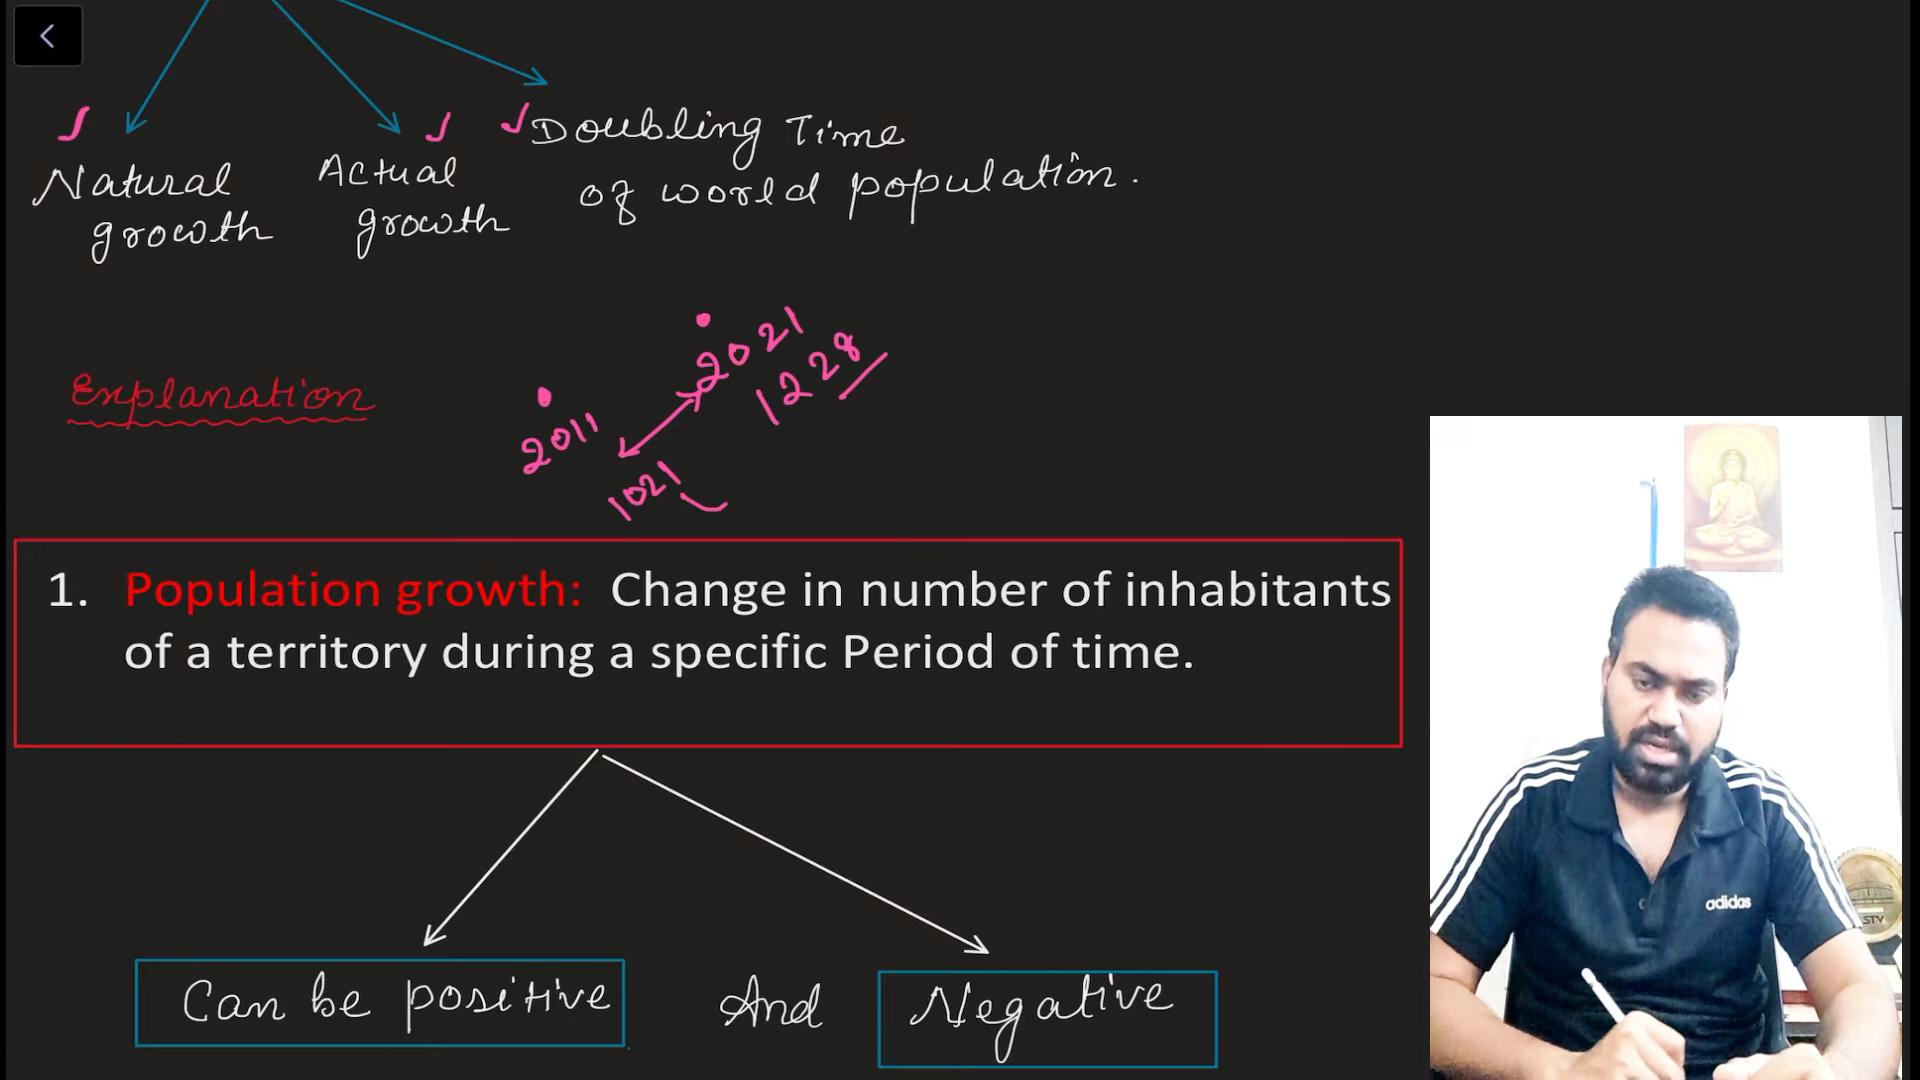 Natural
growth
Actual
growth
Doubling Time
of world population.
Explanation
2011
1021
2021
1228
1. Population growth: Change in number of inhabitants
of a territory during a specific Period of time.
Can be positive
And
Negative
adidas
STV